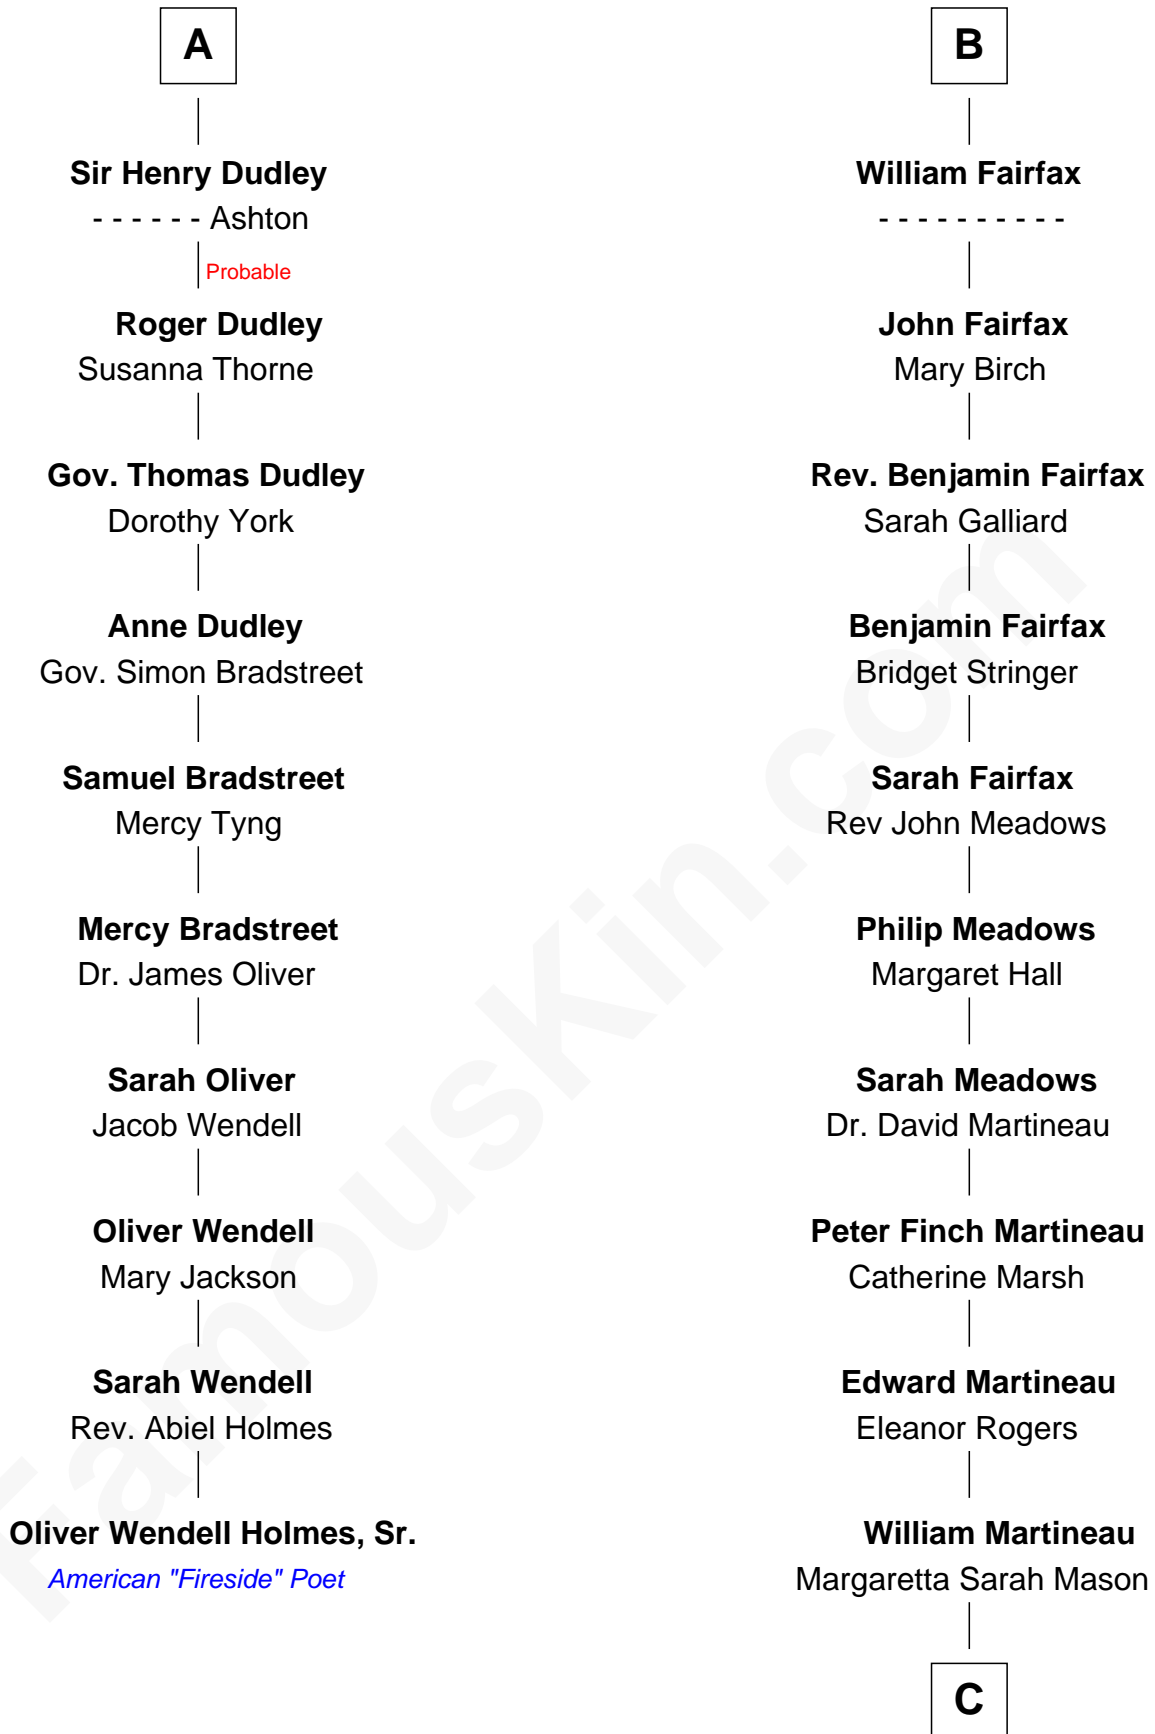 A
Sir Henry Dudley
- - - - - - Ashton
Probable
Roger Dudley
Susanna Thorne
Gov. Thomas Dudley
Dorothy York
Anne Dudley
Gov. Simon Bradstreet
Samuel Bradstreet
Mercy Tyng
Mercy Bradstreet
Dr. James Oliver
Sarah Oliver
Jacob Wendell
Oliver Wendell
Mary Jackson
Sarah Wendell
Rev. Abiel Holmes
Oliver Wendell Holmes, Sr.
American "Fireside" Poet
B
William Fairfax
- - - - - - - - - -
John Fairfax
Mary Birch
Rev. Benjamin Fairfax
Sarah Galliard
Benjamin Fairfax
Bridget Stringer
Sarah Fairfax
Rev John Meadows
Philip Meadows
Margaret Hall
Sarah Meadows
Dr. David Martineau
Peter Finch Martineau
Catherine Marsh
Edward Martineau
Eleanor Rogers
William Martineau
Margaretta Sarah Mason
C
FamousKin.com